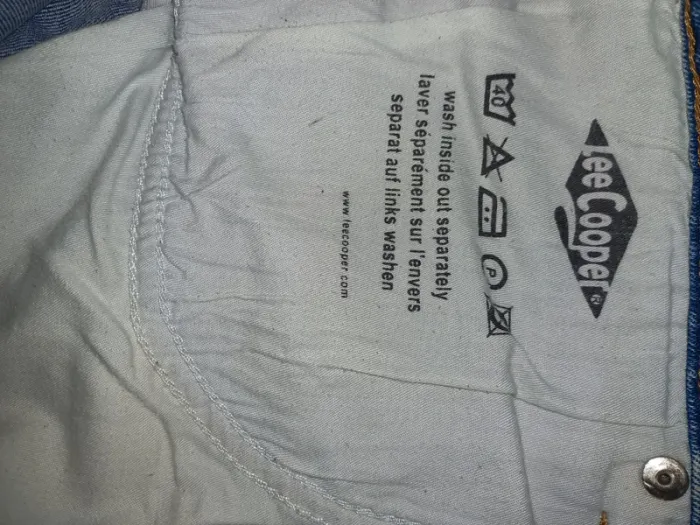 Lee Cooper®
40 P
wash inside out separately
laver séparément sur l'envers
separat auf links washen
www.leecooper.com